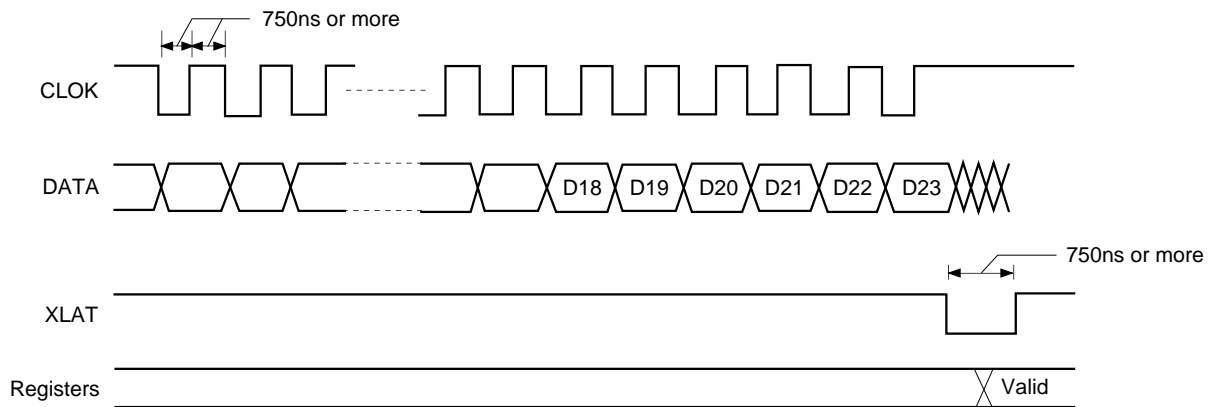 750ns or more
CLOK
DATA
D18 D19 D20 D21 D22 D23
750ns or more
XLAT
Registers
Valid